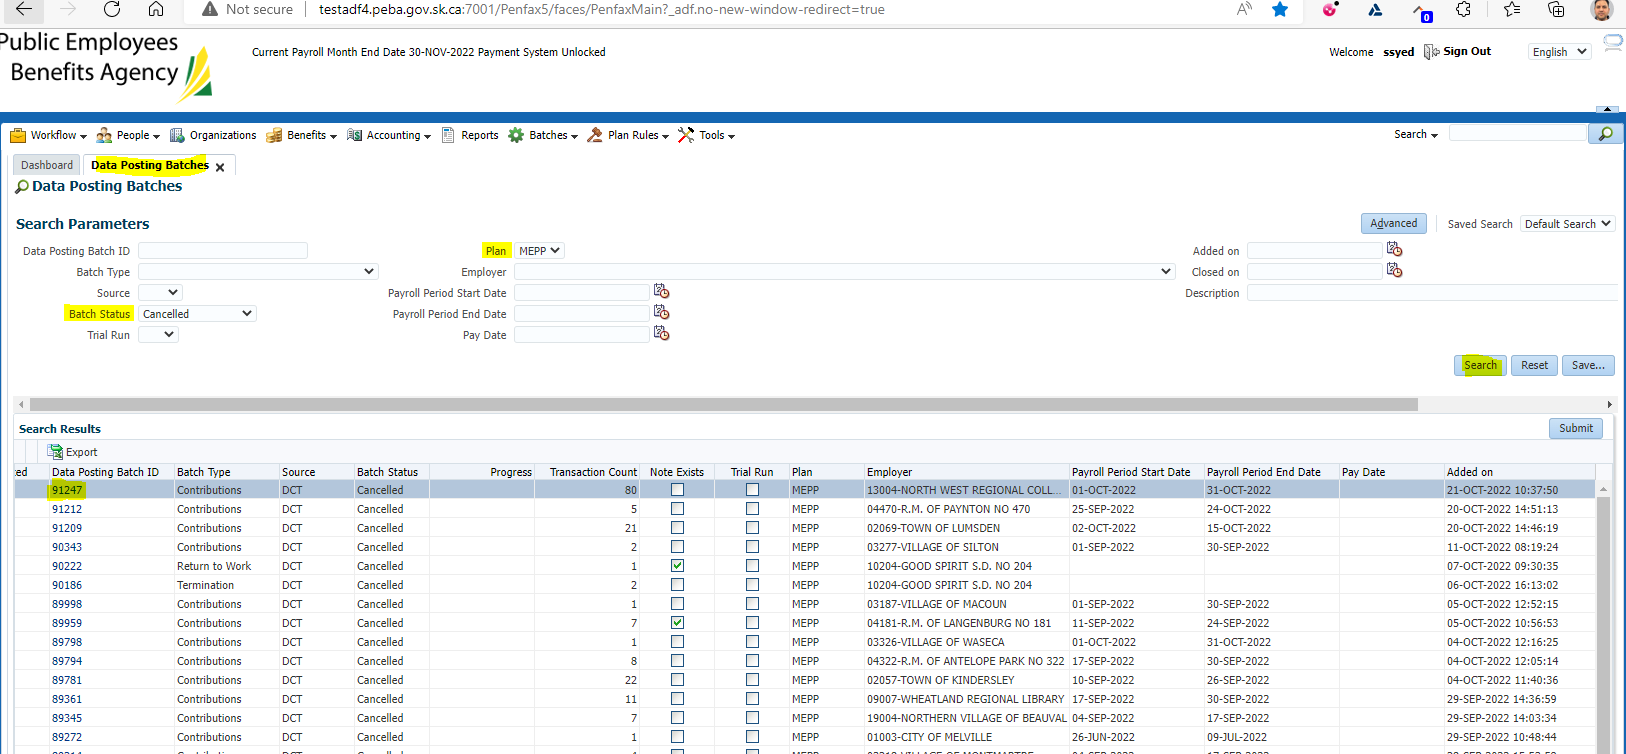 Not secure testadf4.peba.gov.sk.ca:7001/Penfax5/faces/PenfaxMain?_adf.no-new-window-redirect=true
0
Public Employees
Benefits Agency
Current Payroll Month End Date 30-NOV-2022 Payment System Unlocked
Welcome ssyed Sign Out English
Workflow People Organizations Benefits Accounting Reports Batches Plan Rules Tools Search
Dashboard Data Posting Batches
Data Posting Batches
Search Parameters Advanced Saved Search Default Search
Data Posting Batch ID Plan MEPP Added on
Batch Type Employer Closed on
Source Payroll Period Start Date Description
Batch Status Cancelled Payroll Period End Date
Trial Run Pay Date
Search Reset Save...
Search Results Submit
Export
ed Data Posting Batch ID Batch Type Source Batch Status Progress Transaction Count Note Exists Trial Run Plan Employer Payroll Period Start Date Payroll Period End Date Pay Date Added on
91247 Contributions DCT Cancelled 80 MEPP 13004-NORTH WEST REGIONAL COLL... 01-OCT-2022 31-OCT-2022 21-OCT-2022 10:37:50
91212 Contributions DCT Cancelled 5 MEPP 04470-R.M. OF PAYNTON NO 470 25-SEP-2022 24-OCT-2022 20-OCT-2022 14:51:13
91209 Contributions DCT Cancelled 21 MEPP 02069-TOWN OF LUMSDEN 02-OCT-2022 15-OCT-2022 20-OCT-2022 14:46:19
90343 Contributions DCT Cancelled 2 MEPP 03277-VILLAGE OF SILTON 01-SEP-2022 30-SEP-2022 11-OCT-2022 08:19:24
90222 Return to Work DCT Cancelled 1 MEPP 10204-GOOD SPIRIT S.D. NO 204 07-OCT-2022 09:30:35
90186 Termination DCT Cancelled 2 MEPP 10204-GOOD SPIRIT S.D. NO 204 06-OCT-2022 16:13:02
89998 Contributions DCT Cancelled 1 MEPP 03187-VILLAGE OF MACOUN 01-SEP-2022 30-SEP-2022 05-OCT-2022 12:52:15
89959 Contributions DCT Cancelled 7 MEPP 04181-R.M. OF LANGENBURG NO 181 11-SEP-2022 24-SEP-2022 05-OCT-2022 10:56:53
89798 Contributions DCT Cancelled 1 MEPP 03326-VILLAGE OF WASECA 01-OCT-2022 31-OCT-2022 04-OCT-2022 12:16:25
89794 Contributions DCT Cancelled 8 MEPP 04322-R.M. OF ANTELOPE PARK NO 322 17-SEP-2022 30-SEP-2022 04-OCT-2022 12:05:14
89781 Contributions DCT Cancelled 22 MEPP 02057-TOWN OF KINDERSLEY 10-SEP-2022 26-SEP-2022 04-OCT-2022 11:40:36
89361 Contributions DCT Cancelled 11 MEPP 09007-WHEATLAND REGIONAL LIBRARY 17-SEP-2022 30-SEP-2022 29-SEP-2022 14:36:59
89345 Contributions DCT Cancelled 7 MEPP 19004-NORTHERN VILLAGE OF BEAUVAL 04-SEP-2022 17-SEP-2022 29-SEP-2022 14:03:34
89272 Contributions DCT Cancelled 1 MEPP 01003-CITY OF MELVILLE 26-JUN-2022 09-JUL-2022 29-SEP-2022 10:48:44